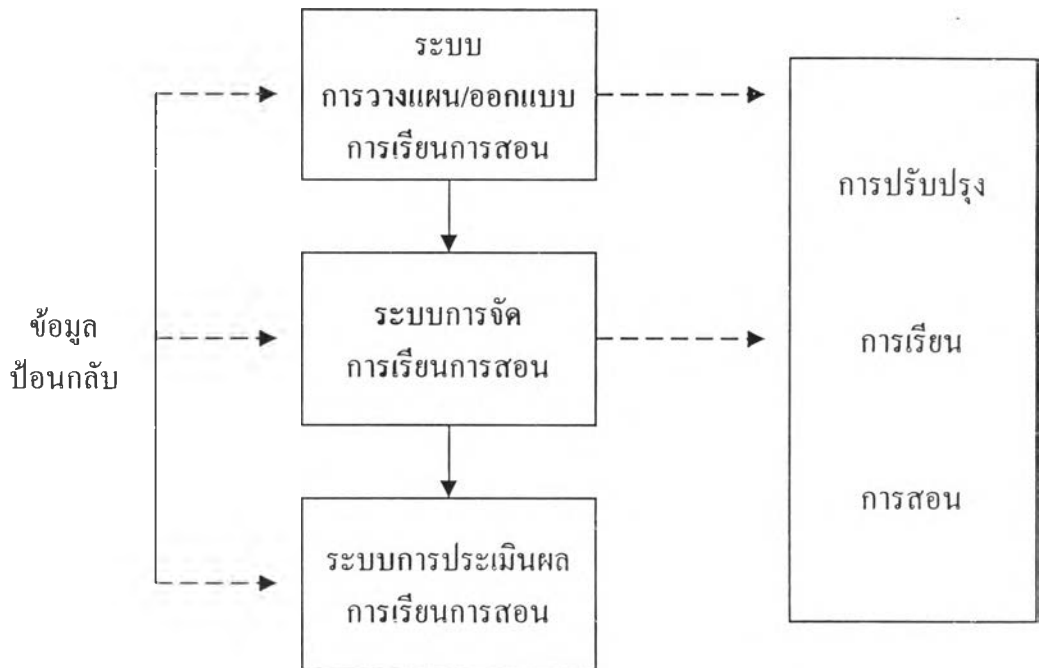 ระบบ
การวางแผน/ออกแบบ
การเรียนการสอน
ข้อมูล
ป้อนกลับ
ระบบการจัด
การเรียนการสอน
ระบบการประเมินผล
การเรียนการสอน
การปรับปรุง
การเรียน
การสอน